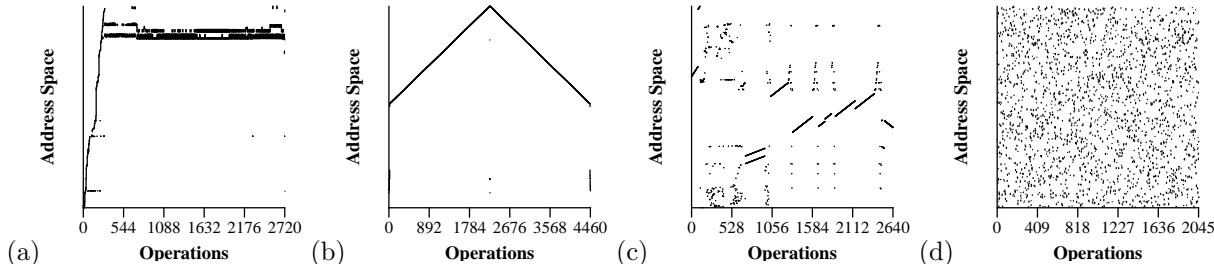 Address Space
0 544 1088 1632 2176 2720
(a) Operations
Address Space
0 892 1784 2676 3568 4460
(b) Operations
Address Space
0 528 1056 1584 2112 2640
(c) Operations
Address Space
0 409 818 1227 1636 2045
(d) Operations